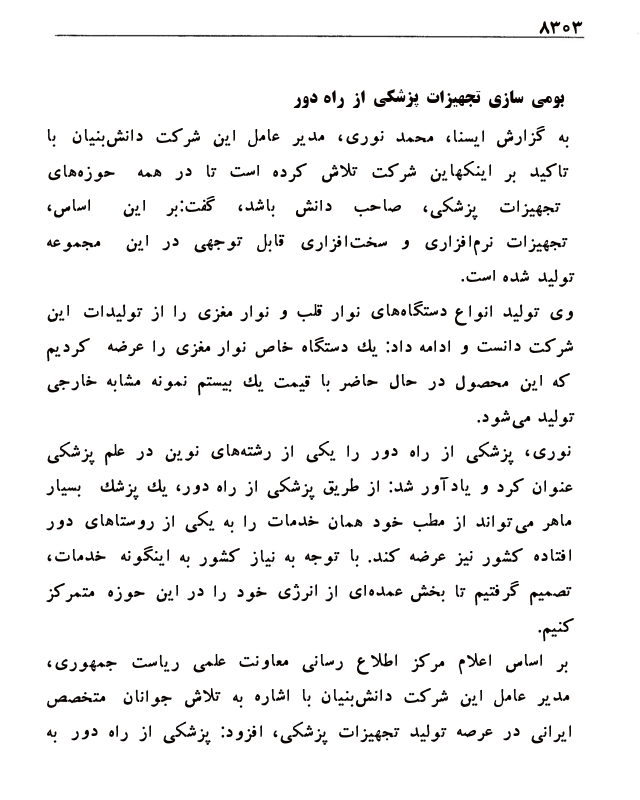 ۸۳۰۳
بومی سازی تجهیزات پزشکی از راه دور
به گزارش ایسنا، محمد نوری، مدیر عامل این شرکت دانش‌بنیان با
تاکید بر اینکهاین شرکت تلاش کرده است تا در همه حوزه‌های
تجهیزات پزشکی، صاحب دانش باشد، گفت:بر این اساس،
تجهیزات نرم‌افزاری و سخت‌افزاری قابل توجهی در این مجموعه
تولید شده است.
وی تولید انواع دستگاه‌های نوار قلب و نوار مغزی را از تولیدات این
شرکت دانست و ادامه داد: یك دستگاه خاص نوار مغزی را عرضه کردیم
که این محصول در حال حاضر با قیمت یك بیستم نمونه مشابه خارجی
تولید می‌شود.
نوری، پزشکی از راه دور را یکی از رشته‌های نوین در علم پزشکی
عنوان کرد و یادآور شد: از طریق پزشکی از راه دور، یك پزشك بسیار
ماهر می‌تواند از مطب خود همان خدمات را به یکی از روستاهای دور
افتاده کشور نیز عرضه کند. با توجه به نیاز کشور به اینگونه خدمات،
تصمیم گرفتیم تا بخش عمده‌ای از انرژی خود را در این حوزه متمرکز
کنیم.
بر اساس اعلام مرکز اطلاع رسانی معاونت علمی ریاست جمهوری،
مدیر عامل این شرکت دانش‌بنیان با اشاره به تلاش جوانان متخصص
ایرانی در عرصه تولید تجهیزات پزشکی، افزود: پزشکی از راه دور به